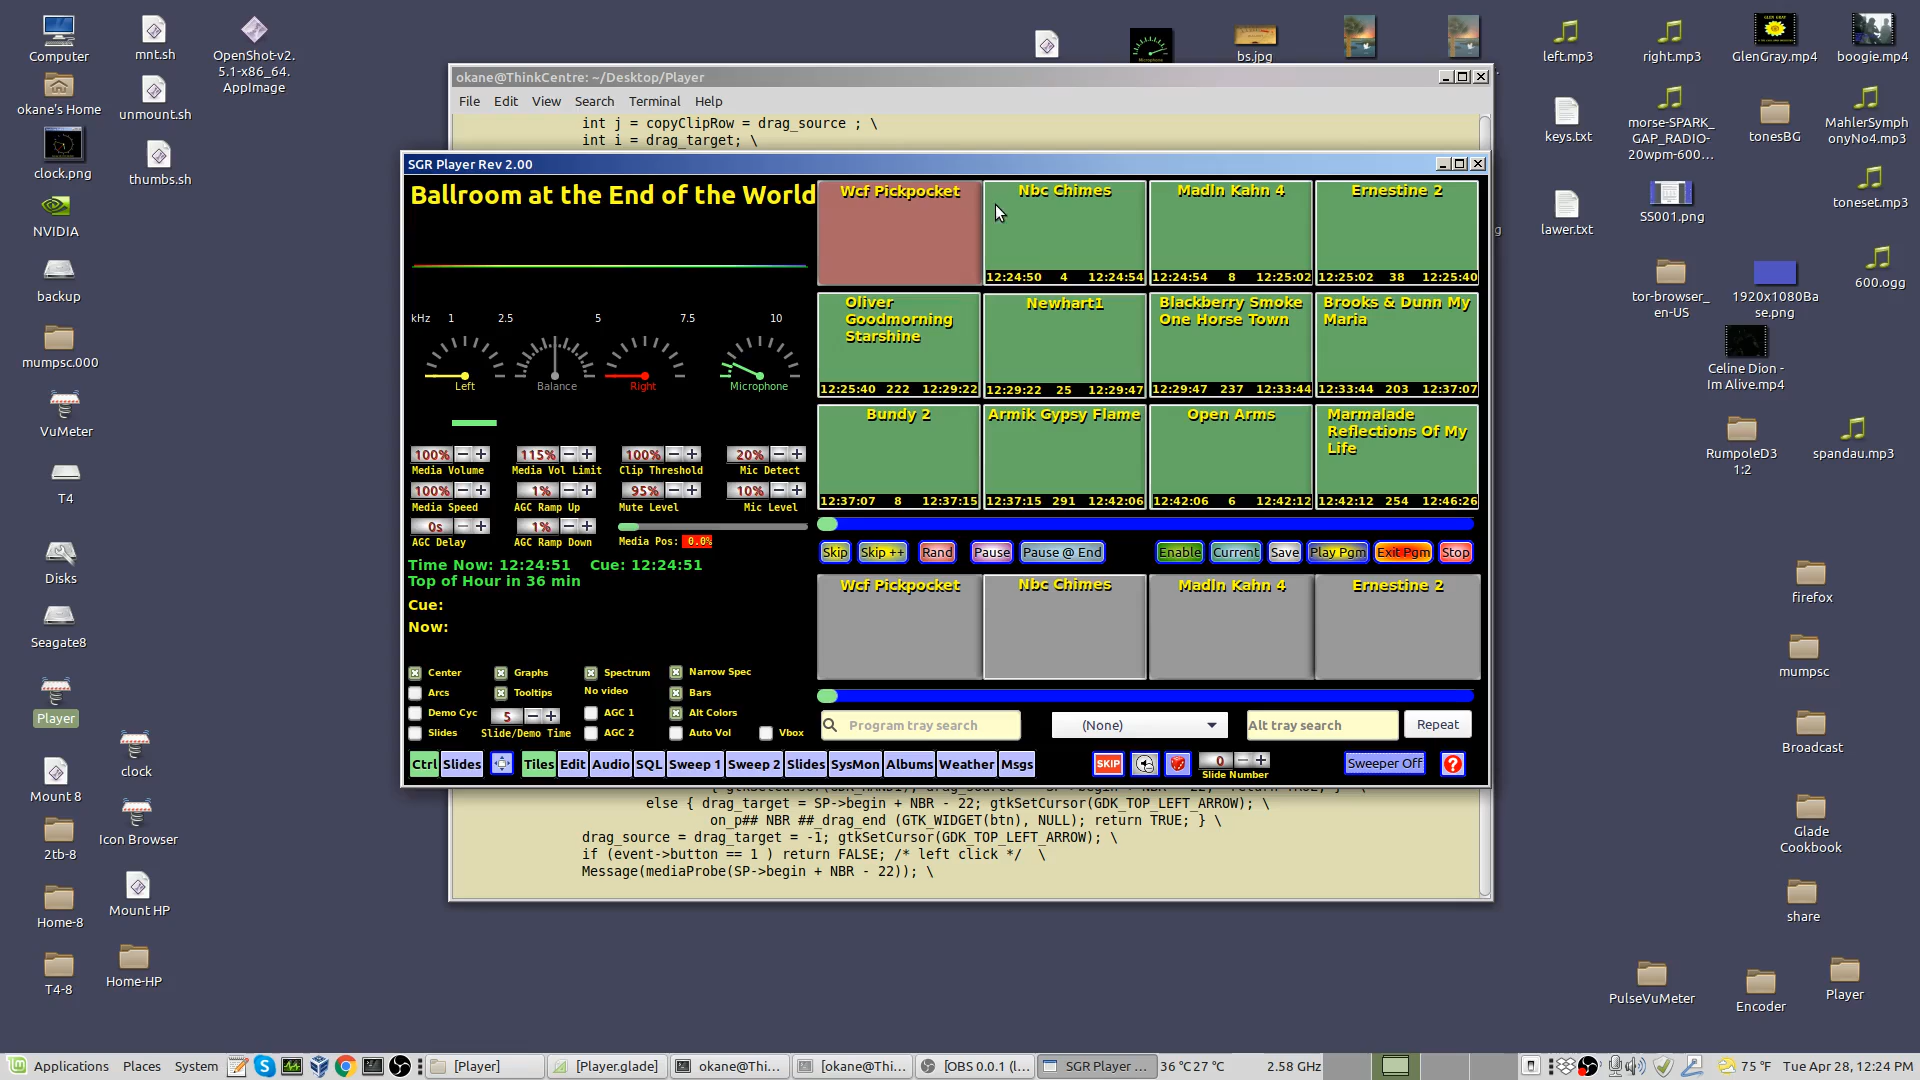 Computer
mnt.sh
OpenShot-v2.
5.1-x86_64.
AppImage
okane's Home
unmount.sh
clock.png
thumbs.sh
NVIDIA
backup
mumpsc.000
VuMeter
T4
Disks
Seagate8
Player
clock
Mount 8
Icon Browser
2tb-8
Mount HP
Home-8
Home-HP
T4-8
bs.jpg
left.mp3
right.mp3
GlenGray.mp4
boogie.mp4
keys.txt
morse-SPARK_
GAP_RADIO-
20wpm-600...
tonesBG
MahlerSymph
onyNo4.mp3
lawer.txt
SS001.png
toneset.mp3
tor-browser_
en-US
1920x1080Ba
se.png
600.ogg
Celine Dion -
Im Alive.mp4
RumpoleD3
1:2
spandau.mp3
firefox
mumpsc
Broadcast
Glade
Cookbook
share
PulseVuMeter
Encoder
Player
okane@ThinkCentre: ~/Desktop/Player
File Edit View Search Terminal Help
int j = copyClipRow = drag_source ; \
int i = drag_target; \
SGR Player Rev 2.00
Ballroom at the End of the World
kHz 1 2.5 5 7.5 10
Left Balance Right Microphone
100% 115% 100% 20%
Media Volume Media Vol Limit Clip Threshold Mic Detect
100% 1% 95% 10%
Media Speed AGC Ramp Up Mute Level Mic Level
0s 1%
AGC Delay AGC Ramp Down Media Pos: 0.0%
Time Now: 12:24:51 Cue: 12:24:51
Top of Hour in 36 min
Cue:
Now:
Center Graphs Spectrum Narrow Spec
Arcs Tooltips No video Bars
Demo Cyc 5 AGC 1 Alt Colors
Slides Slide/Demo Time AGC 2 Auto Vol Vbox
Wcf Pickpocket Nbc Chimes Madln Kahn 4 Ernestine 2
12:24:50 4 12:24:54 12:24:54 8 12:25:02 12:25:02 38 12:25:40
Oliver
Goodmorning
Starshine
Newhart1
Blackberry Smoke
One Horse Town
Brooks & Dunn My
Maria
12:25:40 222 12:29:22 12:29:22 25 12:29:47 12:29:47 237 12:33:44 12:33:44 203 12:37:07
Bundy 2 Armik Gypsy Flame Open Arms
Marmalade
Reflections Of My
Life
12:37:07 8 12:37:15 12:37:15 291 12:42:06 12:42:06 6 12:42:12 12:42:12 254 12:46:26
Skip Skip ++ Rand Pause Pause @ End Enable Current Save Play Pgm Exit Pgm Stop
Wcf Pickpocket Nbc Chimes Madln Kahn 4 Ernestine 2
Program tray search (None) Alt tray search Repeat
Ctrl Slides Tiles Edit Audio SQL Sweep 1 Sweep 2 Slides SysMon Albums Weather Msgs SKIP 0 Sweeper Off ?
Slide Number
else { drag_target = SP->begin + NBR - 22; gtkSetCursor(GDK_TOP_LEFT_ARROW); \
on_p## NBR ##_drag_end (GTK_WIDGET(btn), NULL); return TRUE; } \
drag_source = drag_target = -1; gtkSetCursor(GDK_TOP_LEFT_ARROW); \
if (event->button == 1 ) return FALSE; /* left click */ \
Message(mediaProbe(SP->begin + NBR - 22)); \
Applications Places System [Player] [Player.glade] okane@Thi... [okane@Thi... [OBS 0.0.1 (l... SGR Player ... 36 ℃ 27 ℃ 2.58 GHz 75 °F Tue Apr 28, 12:24 PM